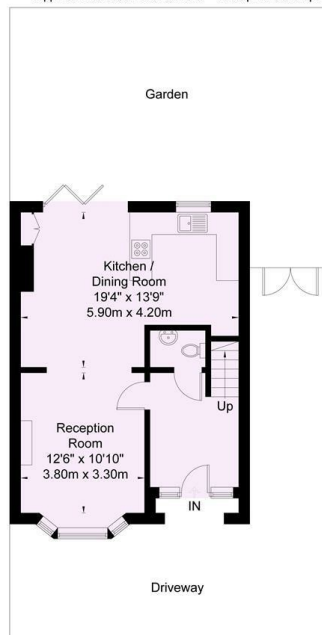 Garden
Kitchen /
Dining Room
19'4" x 13'9"
5.90m x 4.20m
Up
Reception
Room
12'6" x 10'10"
3.80m x 3.30m
IN
Driveway